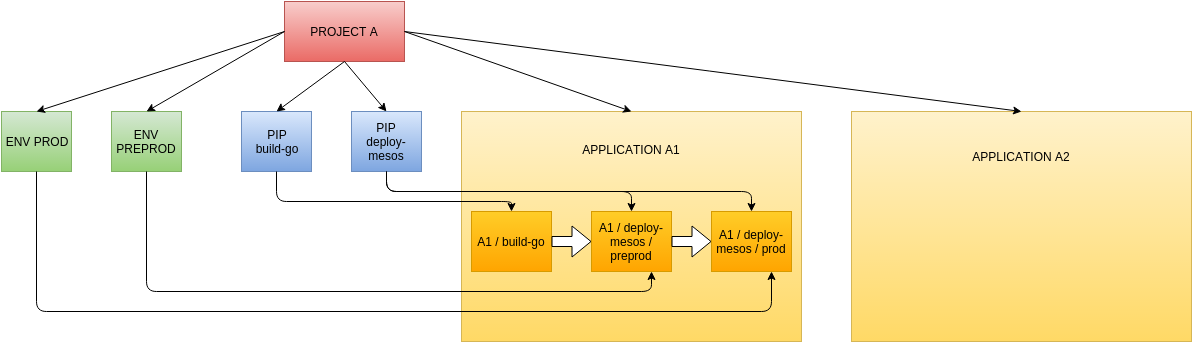 PROJECT A
ENV PROD
ENV
PREPROD
PIP
build-go
PIP
deploy-
mesos
APPLICATION A1
APPLICATION A2
A1 / build-go
A1 / deploy-
mesos /
preprod
A1 / deploy-
mesos / prod